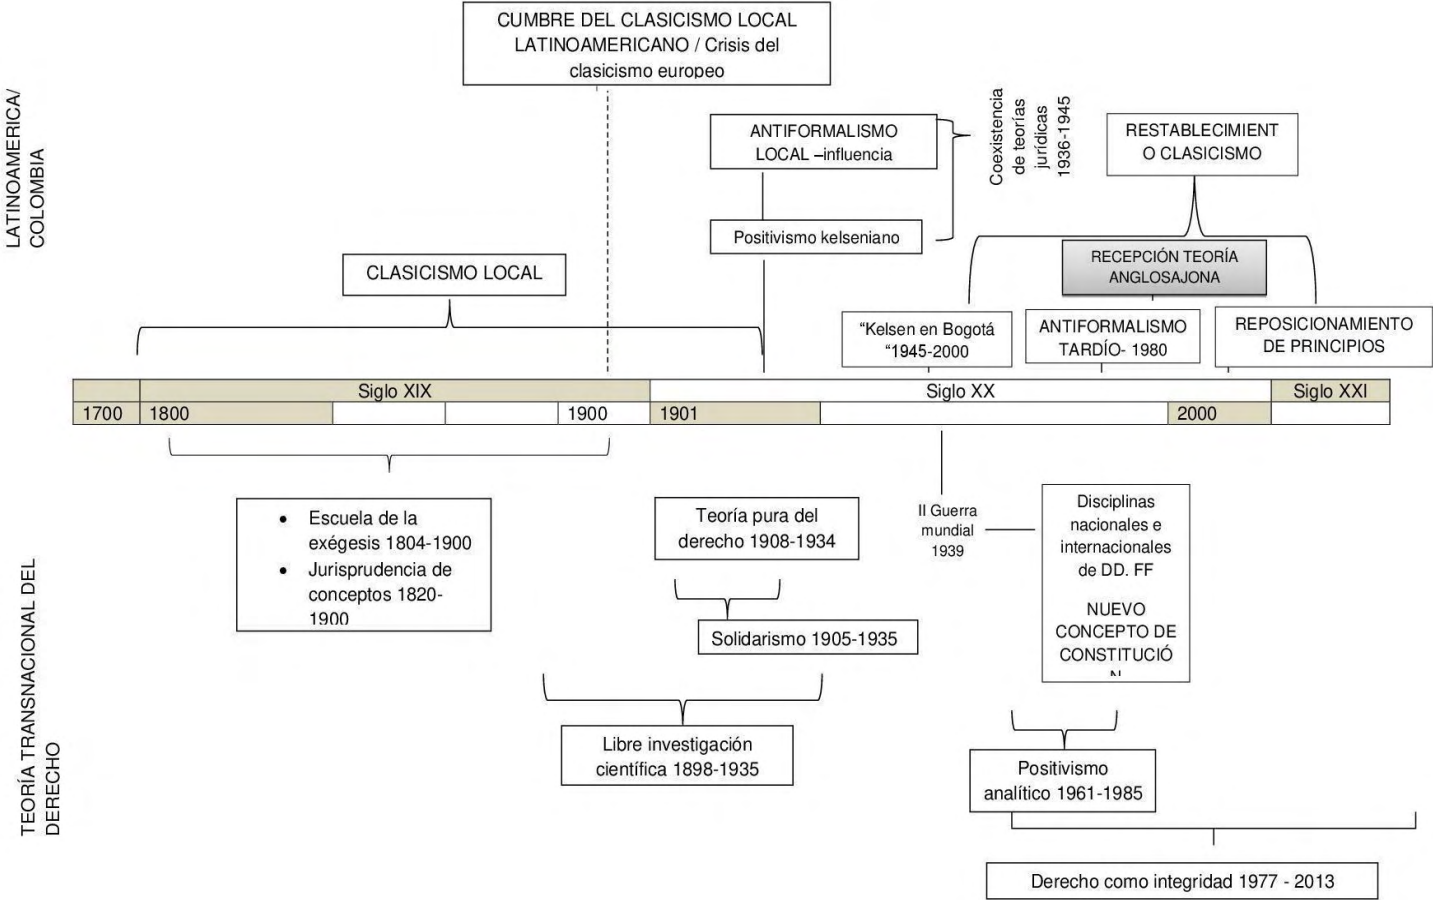 CUMBRE DEL CLASICISMO LOCAL
LATINOAMERICANO / Crisis del
clasicismo europeo
LATINOAMERICA/
COLOMBIA
ANTIFORMALISMO
LOCAL –influencia
Positivismo kelseniano
Coexistencia
de teorías
jurídicas
1936-1945
RESTABLECIMIENT
O CLASICISMO
RECEPCIÓN TEORÍA
ANGLOSAJONA
CLASICISMO LOCAL
“Kelsen en Bogotá
“1945-2000
ANTIFORMALISMO
TARDÍO- 1980
REPOSICIONAMIENTO
DE PRINCIPIOS
Siglo XIX
Siglo XX
Siglo XXI
1700
1800
1900
1901
2000
TEORÍA TRANSNACIONAL DEL
DERECHO
• Escuela de la
exégesis 1804-1900
• Jurisprudencia de
conceptos 1820-
1900
Teoría pura del
derecho 1908-1934
Solidarismo 1905-1935
Libre investigación
científica 1898-1935
II Guerra
mundial
1939
Disciplinas
nacionales e
internacionales
de DD. FF
NUEVO
CONCEPTO DE
CONSTITUCIÓ
N
Positivismo
analítico 1961-1985
Derecho como integridad 1977 - 2013